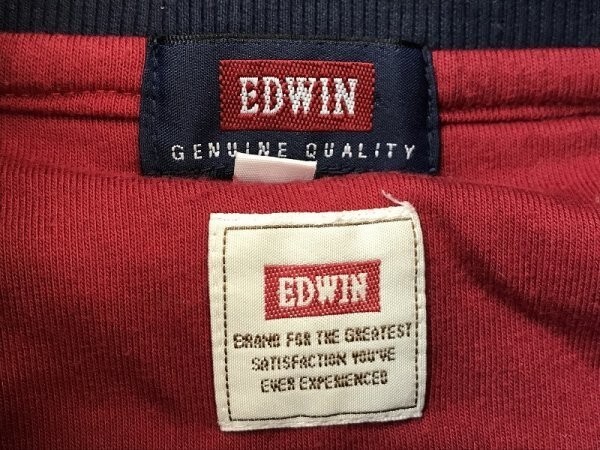 EDWIN
GENUINE QUALITY
EDWIN
BRAND FOR THE GREATEST
SATISFACTION YOU'VE
EVER EXPERIENCED